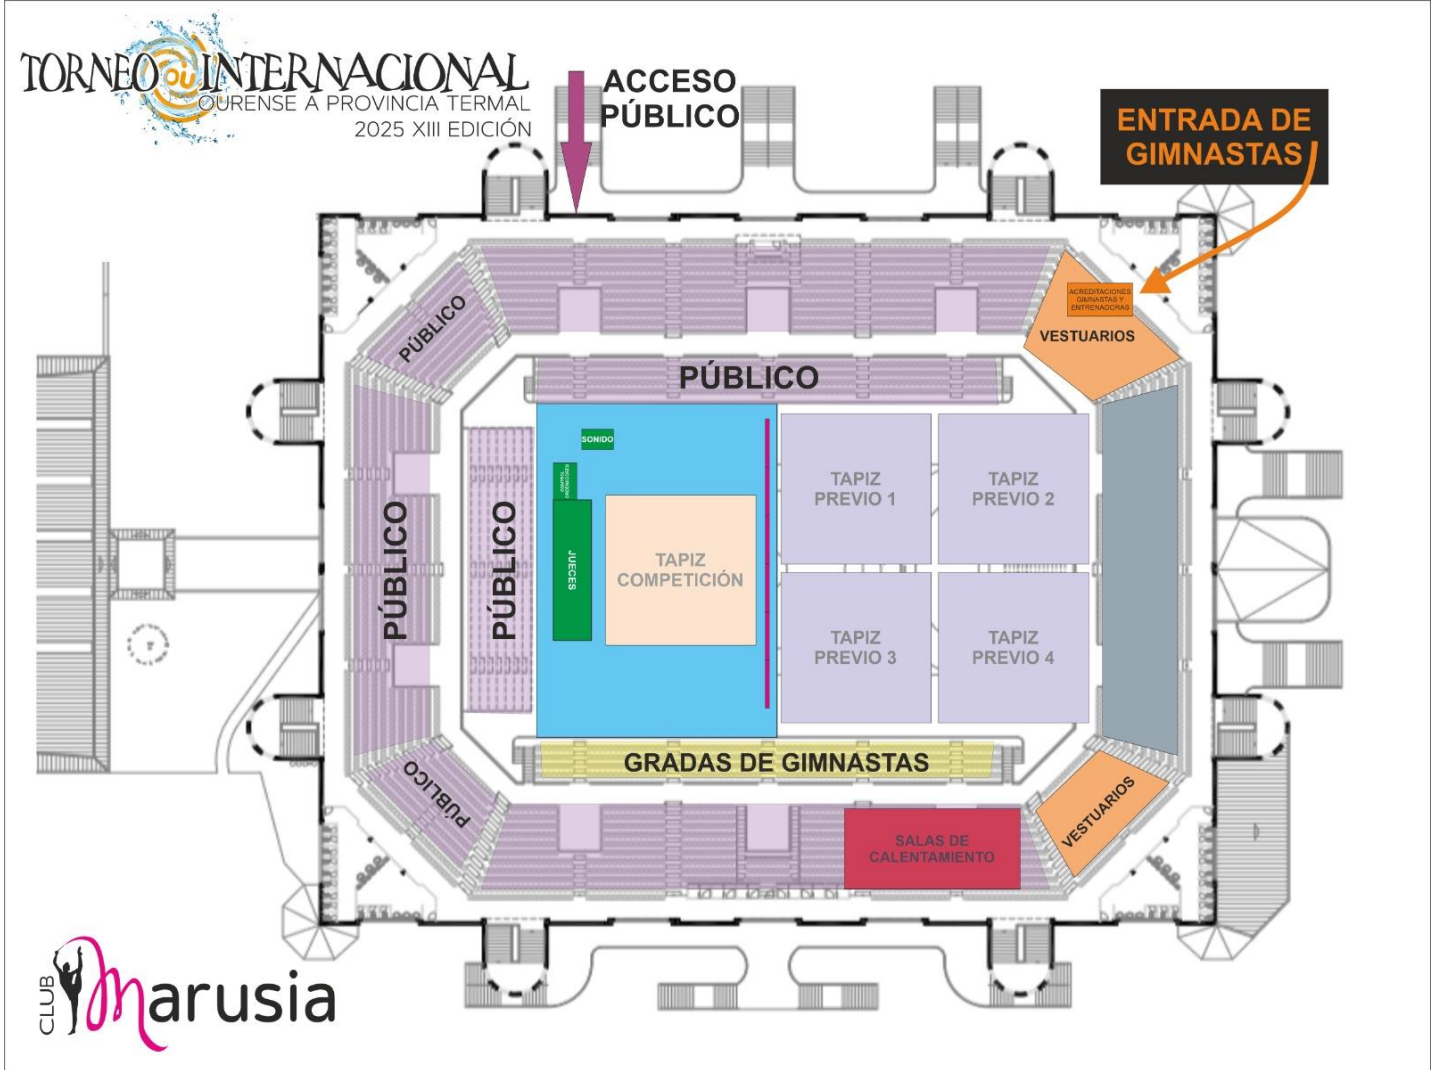 TORNEO OU INTERNACIONAL
OURENSE A PROVINCIA TERMAL
2025 XIII EDICIÓN
ACCESO
PÚBLICO
ENTRADA DE
GIMNASTAS
ACREDITACIONES
GIMNASTAS Y
ENTRENADORAS
VESTUARIOS
PÚBLICO
PÚBLICO
SONIDO
TAPIZ
PREVIO 1
TAPIZ
PREVIO 2
PÚBLICO
PÚBLICO
JUECES
TAPIZ
COMPETICIÓN
TAPIZ
PREVIO 3
TAPIZ
PREVIO 4
GRADAS DE GIMNASTAS
PÚBLICO
SALAS DE
CALENTAMIENTO
VESTUARIOS
CLUB
marusia